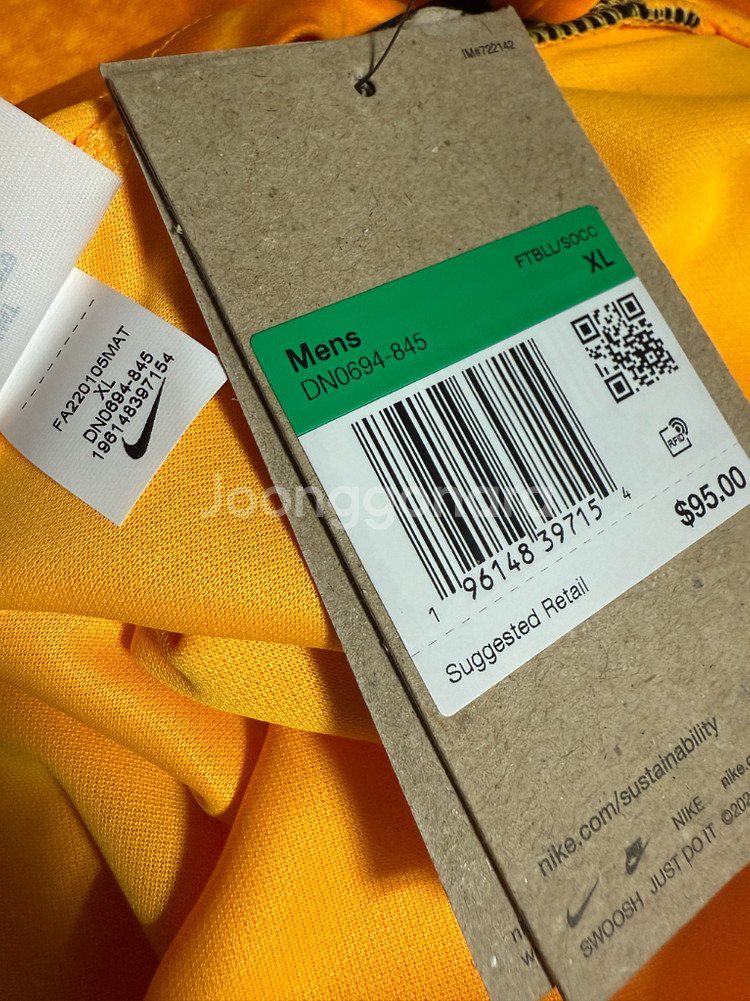 IM#722142
FTBLL/SOCC
XL
Mens
DN0694-845
1 96148 39715 4
RFID
$95.00
Suggested Retail
nike.com/sustainability
NIKE
SWOOSH JUST DO IT
FA220105MAT
XL
DN0694-845
196148397154
Joonggonara